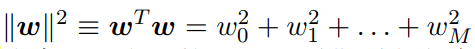 ‖w‖² ≡ wᵀw = w₀² + w₁² + … + w_M²